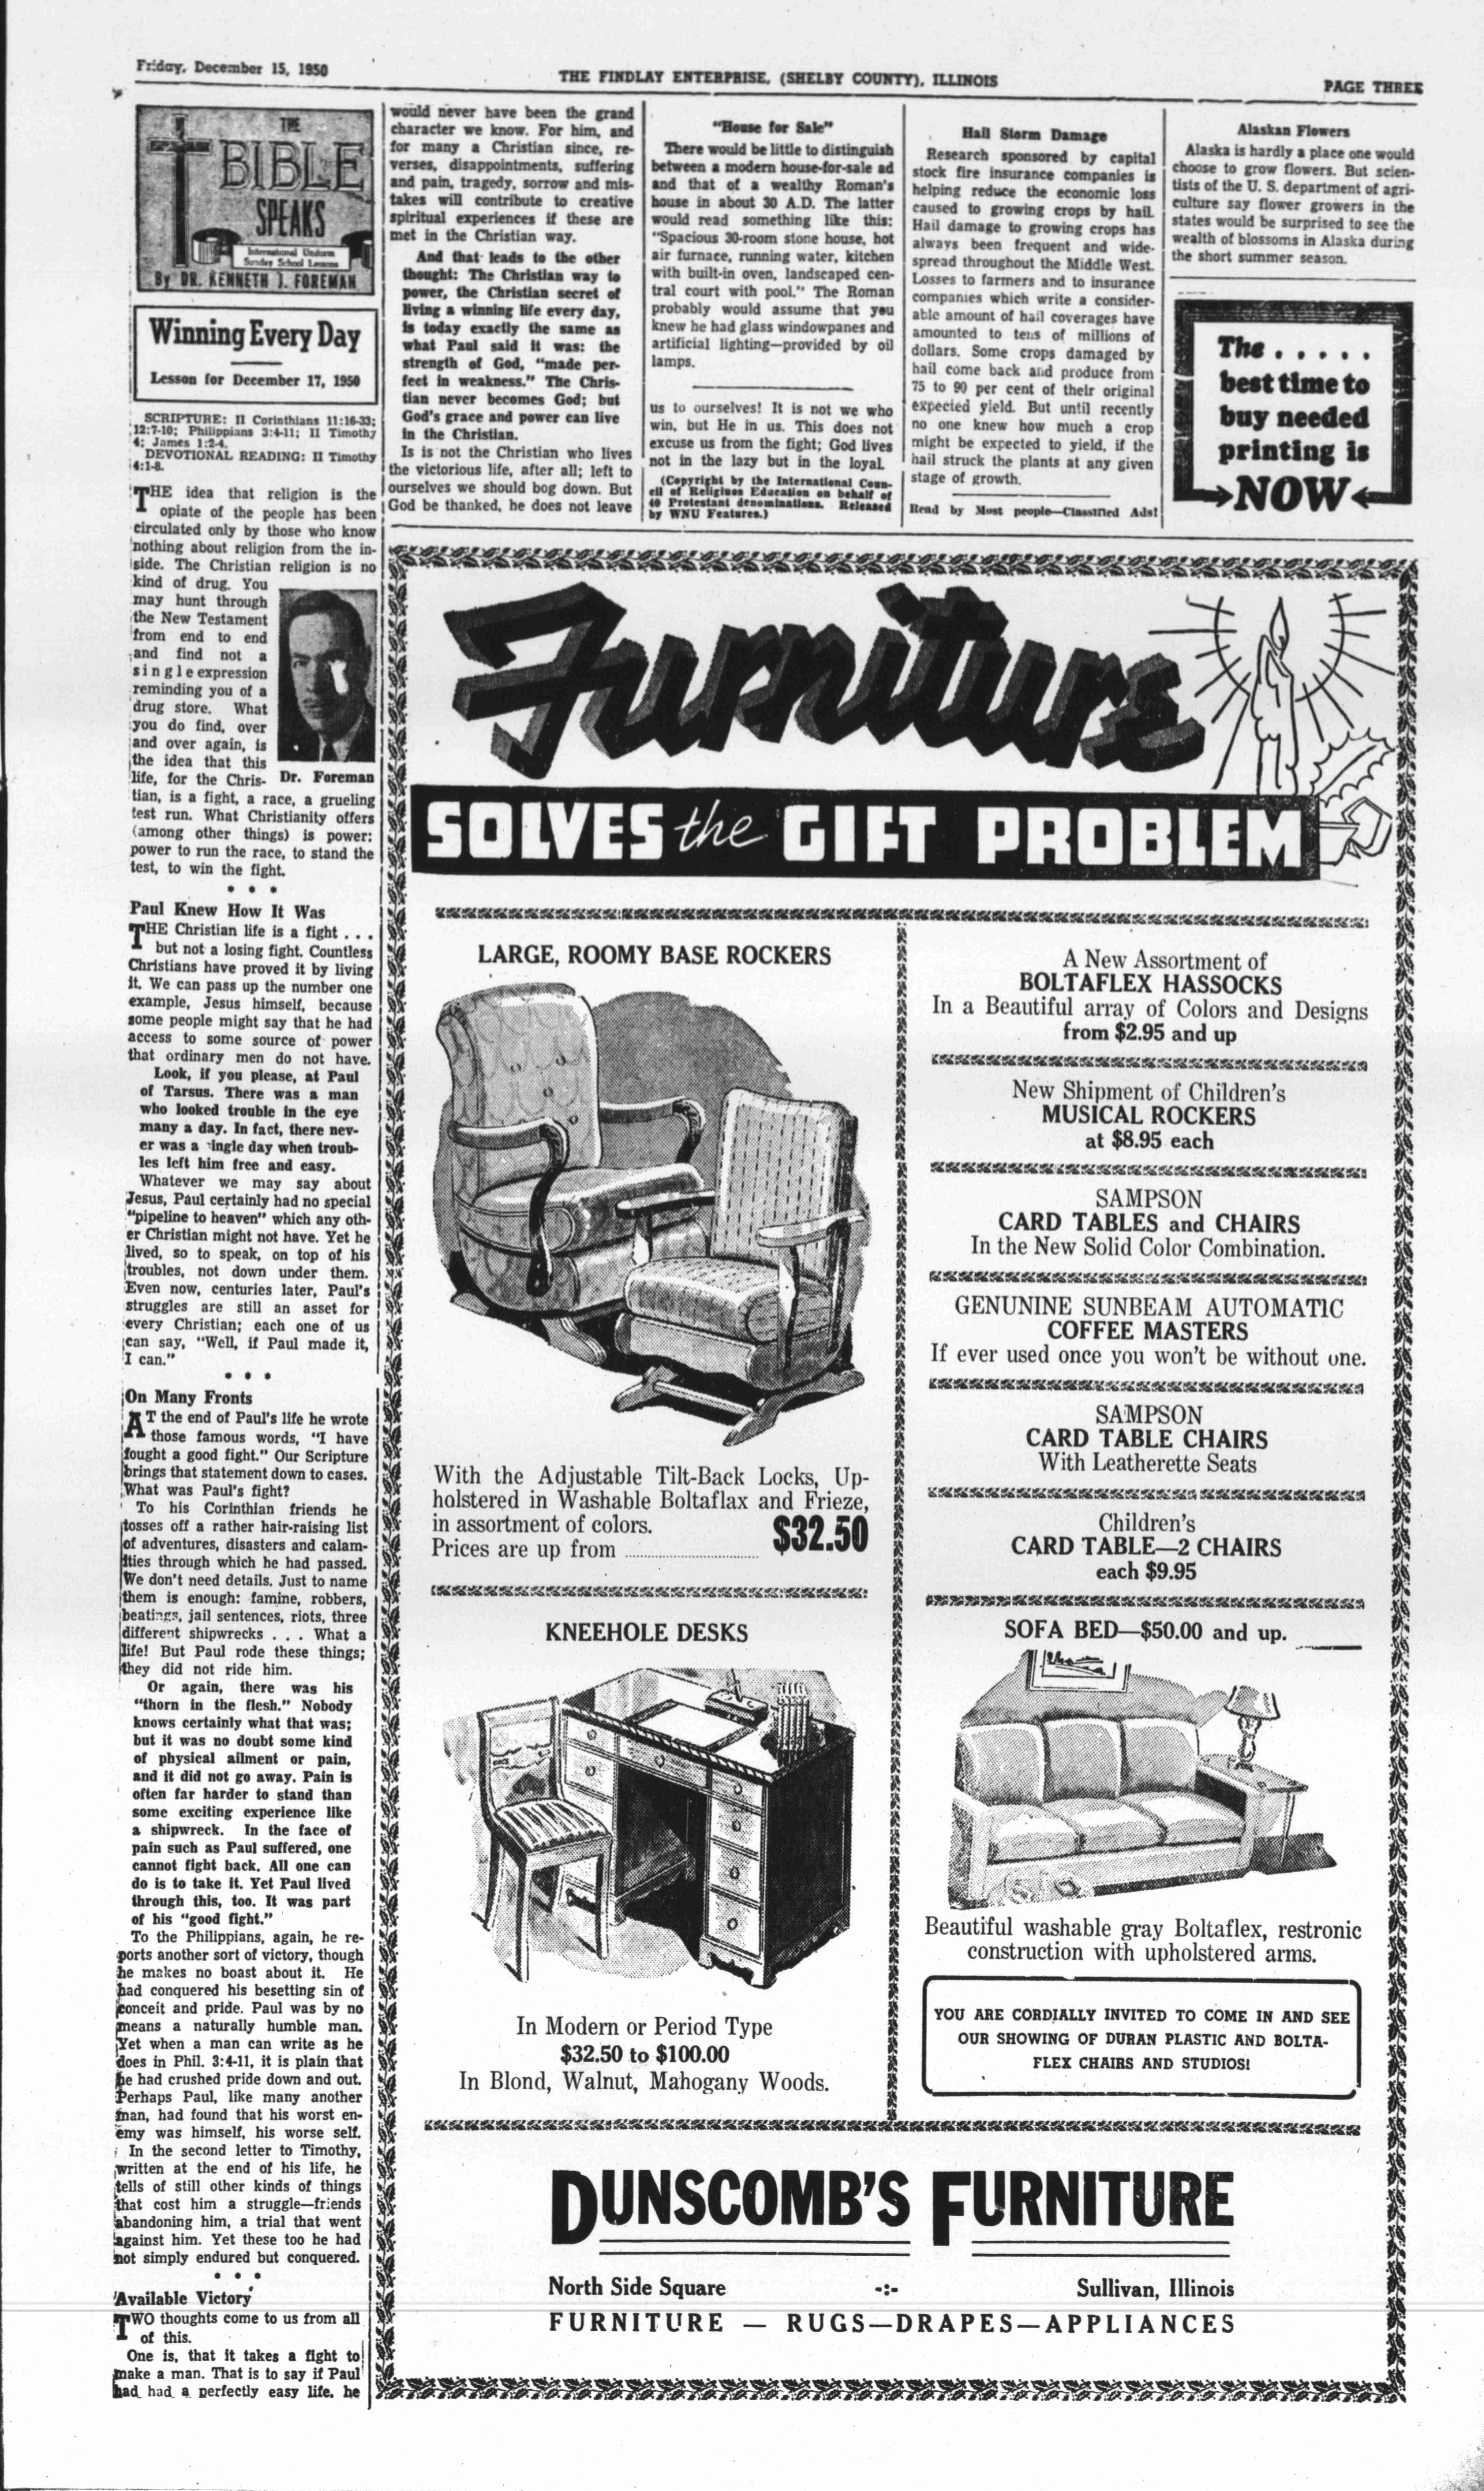 Friday, December 15, 1950
THE FINDLAY ENTERPRISE, (SHELBY COUNTY), ILLINOIS
PAGE THREE
THE
BIBLE
SPEAKS
International Uniform
Sunday School Lessons
By DR. KENNETH J. FOREMAN
Winning Every Day
Lesson for December 17, 1950
SCRIPTURE: II Corinthians 11:16-33;
12:7-10; Philippians 3:4-11; II Timothy
4; James 1:2-4.
DEVOTIONAL READING: II Timothy
4:1-8.
THE idea that religion is the
opiate of the people has been
circulated only by those who know
nothing about religion from the in-
side. The Christian religion is no
kind of drug. You
may hunt through
the New Testament
from end to end
and find not a
single expression
reminding you of a
drug store. What
you do find, over
and over again, is
the idea that this
life, for the Chris-
Dr. Foreman
tian, is a fight, a race, a grueling
test run. What Christianity offers
(among other things) is power:
power to run the race, to stand the
test, to win the fight.
* * *
Paul Knew How It Was
THE Christian life is a fight . . .
but not a losing fight. Countless
Christians have proved it by living
it. We can pass up the number one
example, Jesus himself, because
some people might say that he had
access to some source of power
that ordinary men do not have.
Look, if you please, at Paul
of Tarsus. There was a man
who looked trouble in the eye
many a day. In fact, there nev-
er was a single day when troub-
les left him free and easy.
Whatever we may say about
Jesus, Paul certainly had no special
"pipeline to heaven" which any oth-
er Christian might not have. Yet he
lived, so to speak, on top of his
troubles, not down under them.
Even now, centuries later, Paul's
struggles are still an asset for
every Christian; each one of us
can say, "Well, if Paul made it,
I can."
* * *
On Many Fronts
AT the end of Paul's life he wrote
those famous words, "I have
fought a good fight." Our Scripture
brings that statement down to cases.
What was Paul's fight?
To his Corinthian friends he
tosses off a rather hair-raising list
of adventures, disasters and calam-
ities through which he had passed.
We don't need details. Just to name
them is enough: famine, robbers,
beatings, jail sentences, riots, three
different shipwrecks . . . What a
life! But Paul rode these things;
they did not ride him.
Or again, there was his
"thorn in the flesh." Nobody
knows certainly what that was;
but it was no doubt some kind
of physical ailment or pain,
and it did not go away. Pain is
often far harder to stand than
some exciting experience like
a shipwreck. In the face of
pain such as Paul suffered, one
cannot fight back. All one can
do is to take it. Yet Paul lived
through this, too. It was part
of his "good fight."
To the Philippians, again, he re-
ports another sort of victory, though
he makes no boast about it. He
had conquered his besetting sin of
conceit and pride. Paul was by no
means a naturally humble man.
Yet when a man can write as he
does in Phil. 3:4-11, it is plain that
he had crushed pride down and out.
Perhaps Paul, like many another
man, had found that his worst en-
emy was himself, his worse self.
In the second letter to Timothy,
written at the end of his life, he
tells of still other kinds of things
that cost him a struggle—friends
abandoning him, a trial that went
against him. Yet these too he had
not simply endured but conquered.
* * *
Available Victory
TWO thoughts come to us from all
of this.
One is, that it takes a fight to
make a man. That is to say if Paul
had had a perfectly easy life, he
would never have been the grand
character we know. For him, and
for many a Christian since, re-
verses, disappointments, suffering
and pain, tragedy, sorrow and mis-
takes will contribute to creative
spiritual experiences if these are
met in the Christian way.
And that leads to the other
thought: The Christian way to
power, the Christian secret of
living a winning life every day,
is today exactly the same as
what Paul said it was: the
strength of God, "made per-
fect in weakness." The Chris-
tian never becomes God; but
God's grace and power can live
in the Christian.
Is is not the Christian who lives
the victorious life, after all; left to
ourselves we should bog down. But
God be thanked, he does not leave
"House for Sale"
There would be little to distinguish
between a modern house-for-sale ad
and that of a wealthy Roman's
house in about 30 A.D. The latter
would read something like this:
"Spacious 30-room stone house, hot
air furnace, running water, kitchen
with built-in oven, landscaped cen-
tral court with pool." The Roman
probably would assume that you
knew he had glass windowpanes and
artificial lighting—provided by oil
lamps.
us to ourselves! It is not we who
win, but He in us. This does not
excuse us from the fight; God lives
not in the lazy but in the loyal.
(Copyright by the International Coun-
cil of Religious Education on behalf of
40 Protestant denominations. Released
by WNU Features.)
Hail Storm Damage
Research sponsored by capital
stock fire insurance companies is
helping reduce the economic loss
caused to growing crops by hail.
Hail damage to growing crops has
always been frequent and wide-
spread throughout the Middle West.
Losses to farmers and to insurance
companies which write a consider-
able amount of hail coverages have
amounted to tens of millions of
dollars. Some crops damaged by
hail come back and produce from
75 to 90 per cent of their original
expected yield. But until recently
no one knew how much a crop
might be expected to yield, if the
hail struck the plants at any given
stage of growth.
Read by Most people—Classified Ads!
Alaskan Flowers
Alaska is hardly a place one would
choose to grow flowers. But scien-
tists of the U. S. department of agri-
culture say flower growers in the
states would be surprised to see the
wealth of blossoms in Alaska during
the short summer season.
The . . . . .
best time to
buy needed
printing is
NOW
Furniture
SOLVES the GIFT PROBLEM
LARGE, ROOMY BASE ROCKERS
With the Adjustable Tilt-Back Locks, Up-
holstered in Washable Boltaflax and Frieze,
in assortment of colors.
Prices are up from ........ $32.50
KNEEHOLE DESKS
In Modern or Period Type
$32.50 to $100.00
In Blond, Walnut, Mahogany Woods.
A New Assortment of
BOLTAFLEX HASSOCKS
In a Beautiful array of Colors and Designs
from $2.95 and up
New Shipment of Children's
MUSICAL ROCKERS
at $8.95 each
SAMPSON
CARD TABLES and CHAIRS
In the New Solid Color Combination.
GENUNINE SUNBEAM AUTOMATIC
COFFEE MASTERS
If ever used once you won't be without one.
SAMPSON
CARD TABLE CHAIRS
With Leatherette Seats
Children's
CARD TABLE—2 CHAIRS
each $9.95
SOFA BED—$50.00 and up.
Beautiful washable gray Boltaflex, restronic
construction with upholstered arms.
YOU ARE CORDIALLY INVITED TO COME IN AND SEE
OUR SHOWING OF DURAN PLASTIC AND BOLTA-
FLEX CHAIRS AND STUDIOS!
DUNSCOMB'S FURNITURE
North Side Square -:- Sullivan, Illinois
FURNITURE — RUGS—DRAPES—APPLIANCES